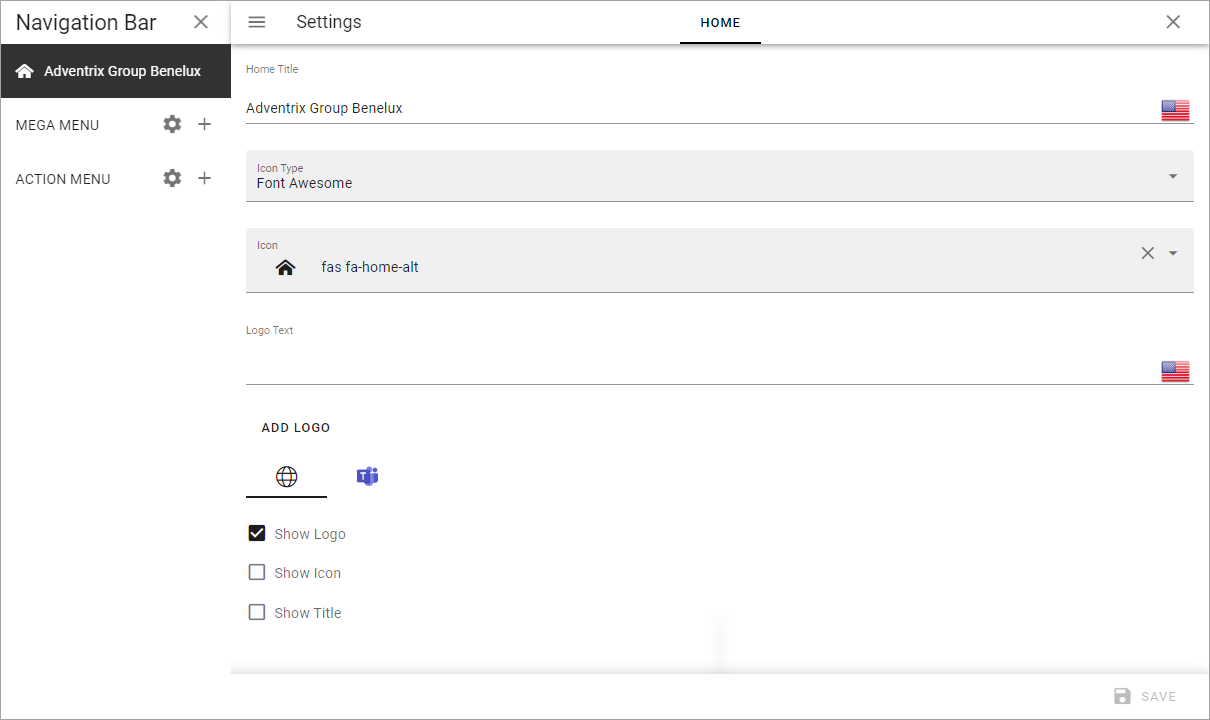 Navigation Bar
Settings
HOME
Adventrix Group Benelux
MEGA MENU
ACTION MENU
Home Title
Adventrix Group Benelux
Icon Type
Font Awesome
Icon
fas fa-home-alt
Logo Text
ADD LOGO
T
Show Logo
Show Icon
Show Title
SAVE